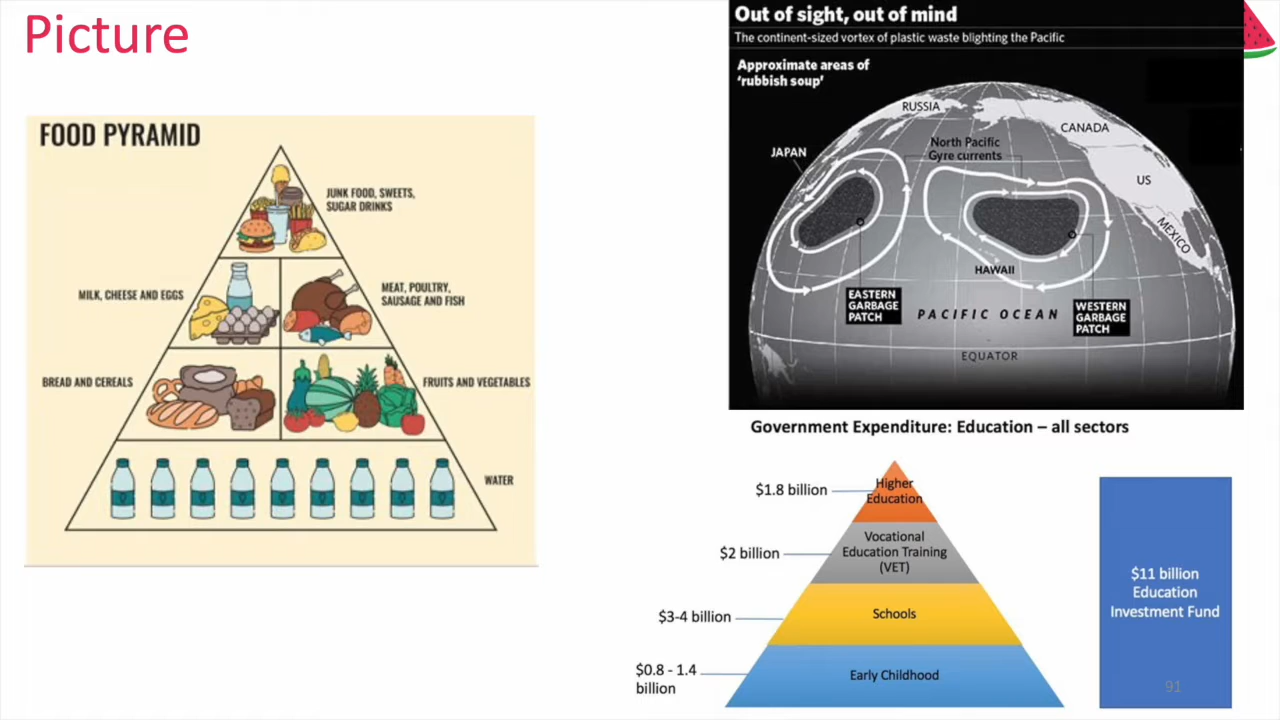 Picture
FOOD PYRAMID
JUNK FOOD, SWEETS,
SUGAR DRINKS
MILK, CHEESE AND EGGS
MEAT, POULTRY,
SAUSAGE AND FISH
BREAD AND CEREALS
FRUITS AND VEGETABLES
WATER
Out of sight, out of mind
The continent-sized vortex of plastic waste blighting the Pacific
Approximate areas of
‘rubbish soup’
RUSSIA
CANADA
North Pacific
Gyre currents
JAPAN
US
MEXICO
HAWAII
EASTERN
GARBAGE
PATCH
PACIFIC OCEAN
WESTERN
GARBAGE
PATCH
EQUATOR
Government Expenditure: Education – all sectors
$1.8 billion
Higher
Education
$2 billion
Vocational
Education Training
(VET)
$3-4 billion
Schools
$0.8 - 1.4
billion
Early Childhood
$11 billion
Education
Investment Fund
91